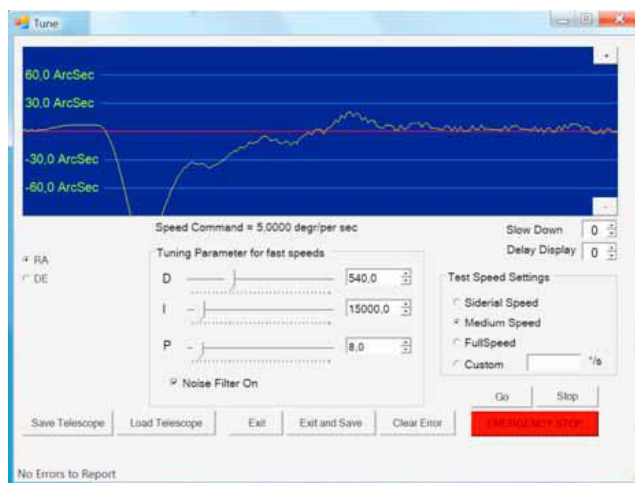 Tune
+
60,0 ArcSec
30.0 ArcSec
-30,0 ArcSec
-60,0 ArcSec
-
Speed Command = 5,0000 degr/per sec
Slow Down 0
Delay Display 0
RA
DE
Tuning Parameter for fast speeds
D 540,0
I 15000,0
P 8,0
Noise Filter On
Test Speed Settings
Siderial Speed
Medium Speed
FullSpeed
Custom °/s
Go Stop
Save Telescope Load Telescope Exit Exit and Save Clear Error EMERGENCY STOP
No Errors to Report